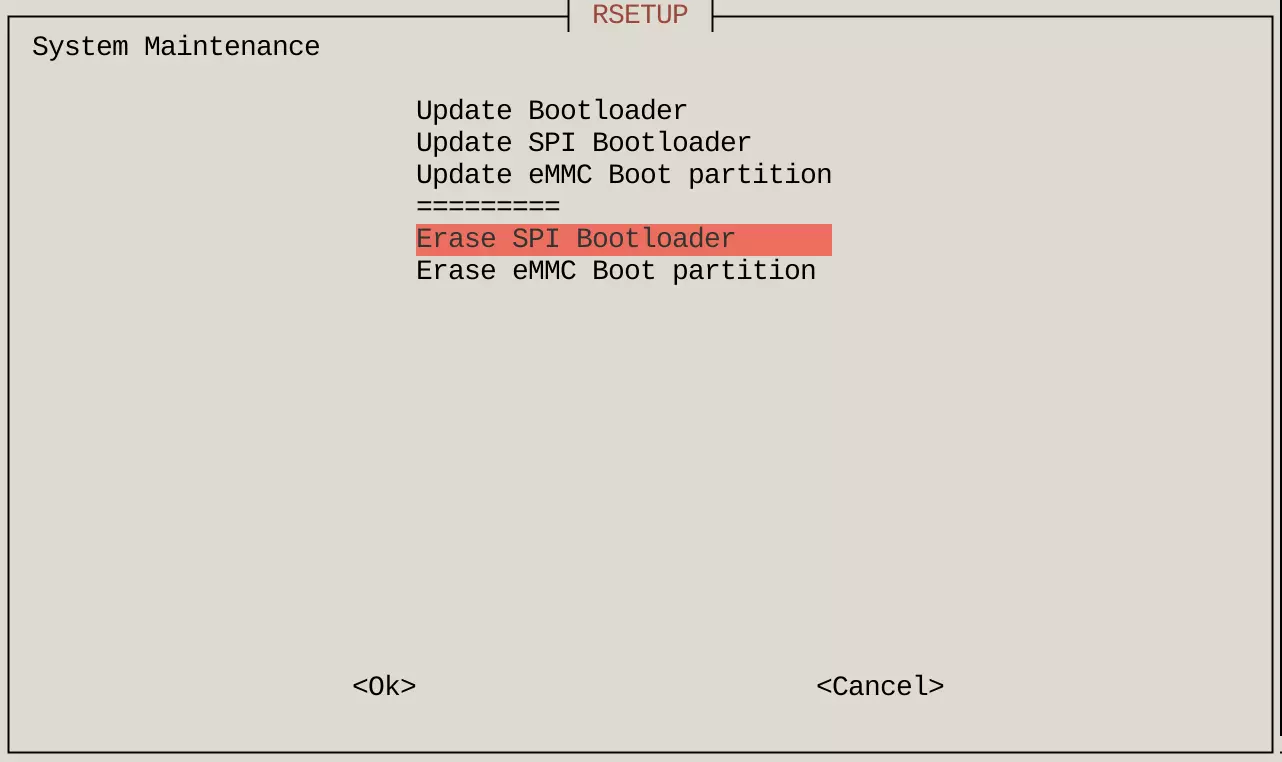 RSETUP
System Maintenance
Update Bootloader
Update SPI Bootloader
Update eMMC Boot partition
=========
Erase SPI Bootloader
Erase eMMC Boot partition
<Ok> <Cancel>